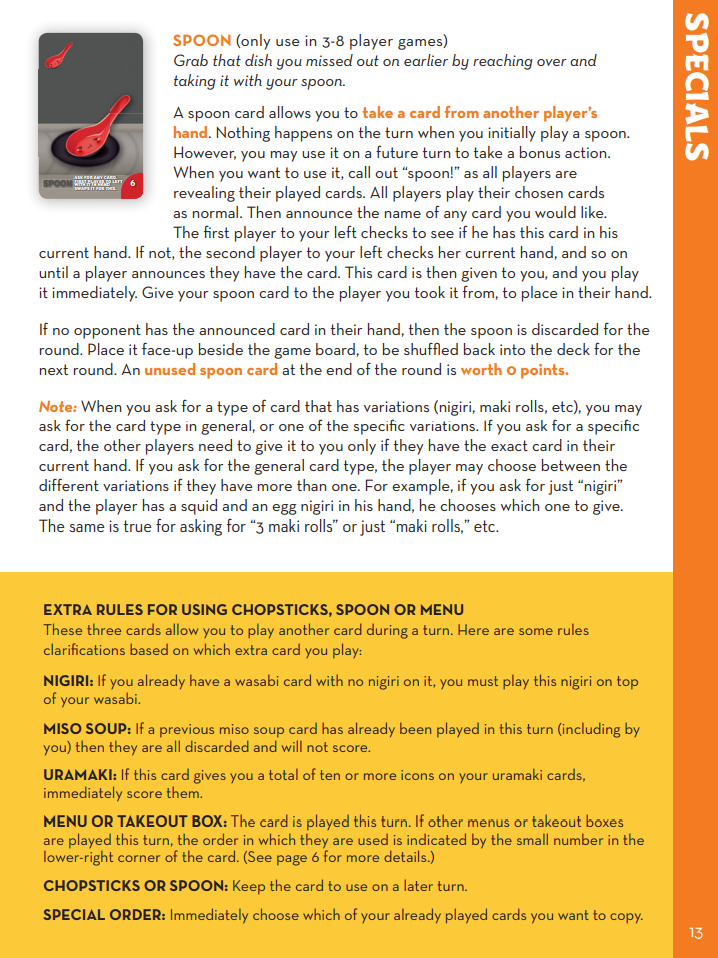 SPECIALS
SPOON (only use in 3-8 player games)
Grab that dish you missed out on earlier by reaching over and
taking it with your spoon.
A spoon card allows you to take a card from another player's
hand. Nothing happens on the turn when you initially play a spoon.
However, you may use it on a future turn to take a bonus action.
When you want to use it, call out “spoon!” as all players are
revealing their played cards. All players play their chosen cards
as normal. Then announce the name of any card you would like.
The first player to your left checks to see if he has this card in his
current hand. If not, the second player to your left checks her current hand, and so on
until a player announces they have the card. This card is then given to you, and you play
it immediately. Give your spoon card to the player you took it from, to place in their hand.
SPOON
ASK FOR ANY CARD.
FIRST PLAYER TO LEFT
WITH IT IN HAND
SWAPS IT FOR THIS.
6
If no opponent has the announced card in their hand, then the spoon is discarded for the
round. Place it face-up beside the game board, to be shuffled back into the deck for the
next round. An unused spoon card at the end of the round is worth 0 points.
Note: When you ask for a type of card that has variations (nigiri, maki rolls, etc), you may
ask for the card type in general, or one of the specific variations. If you ask for a specific
card, the other players need to give it to you only if they have the exact card in their
current hand. If you ask for the general card type, the player may choose between the
different variations if they have more than one. For example, if you ask for just “nigiri”
and the player has a squid and an egg nigiri in his hand, he chooses which one to give.
The same is true for asking for “3 maki rolls” or just “maki rolls,” etc.
EXTRA RULES FOR USING CHOPSTICKS, SPOON OR MENU
These three cards allow you to play another card during a turn. Here are some rules
clarifications based on which extra card you play:
NIGIRI: If you already have a wasabi card with no nigiri on it, you must play this nigiri on top
of your wasabi.
MISO SOUP: If a previous miso soup card has already been played in this turn (including by
you) then they are all discarded and will not score.
URAMAKI: If this card gives you a total of ten or more icons on your uramaki cards,
immediately score them.
MENU OR TAKEOUT BOX: The card is played this turn. If other menus or takeout boxes
are played this turn, the order in which they are used is indicated by the small number in the
lower-right corner of the card. (See page 6 for more details.)
CHOPSTICKS OR SPOON: Keep the card to use on a later turn.
SPECIAL ORDER: Immediately choose which of your already played cards you want to copy.
13